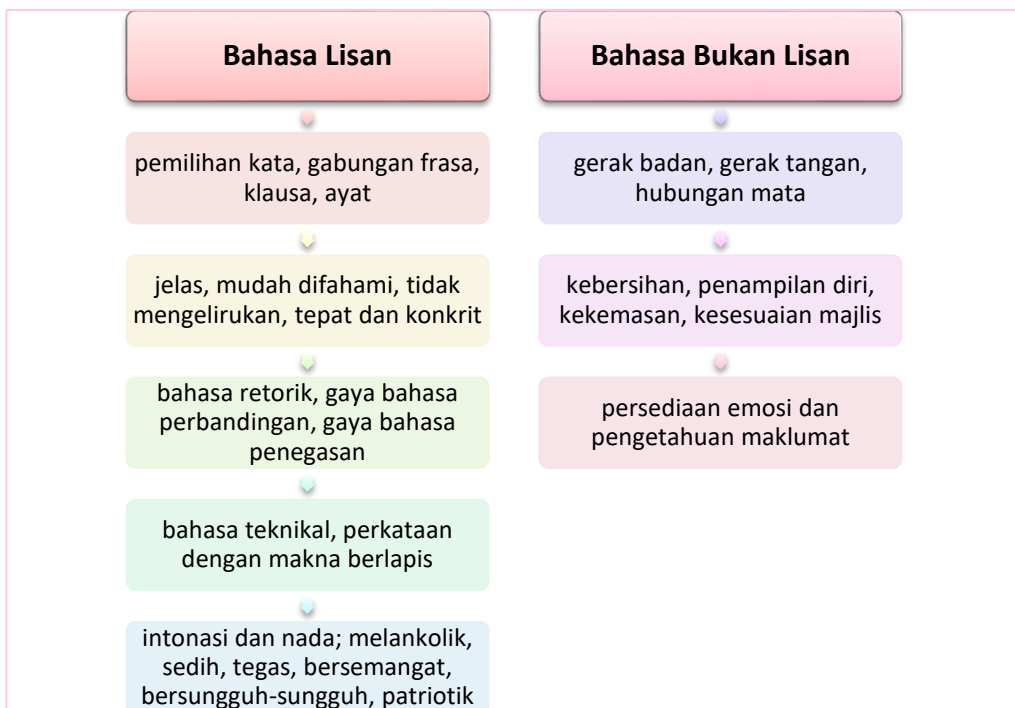 Bahasa Lisan
pemilihan kata, gabungan frasa,
klausa, ayat
jelas, mudah difahami, tidak
mengelirukan, tepat dan konkrit
bahasa retorik, gaya bahasa
perbandingan, gaya bahasa
penegasan
bahasa teknikal, perkataan
dengan makna berlapis
intonasi dan nada; melankolik,
sedih, tegas, bersemangat,
bersungguh-sungguh, patriotik
Bahasa Bukan Lisan
gerak badan, gerak tangan,
hubungan mata
kebersihan, penampilan diri,
kekemasan, kesesuaian majlis
persediaan emosi dan
pengetahuan maklumat